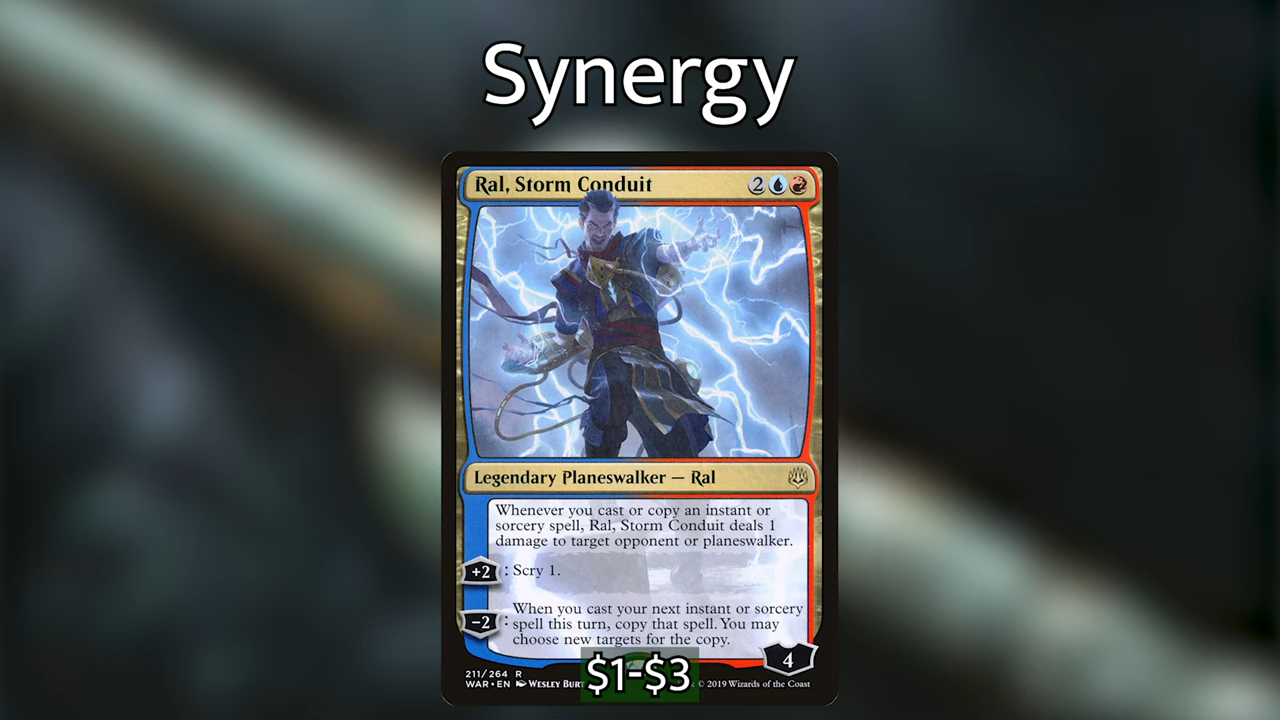 Synergy
Ral, Storm Conduit 2
Legendary Planeswalker — Ral
Whenever you cast or copy an instant or
sorcery spell, Ral, Storm Conduit deals 1
damage to target opponent or planeswalker.
+2 : Scry 1.
When you cast your next instant or sorcery
−2 : spell this turn, copy that spell. You may
choose new targets for the copy.
4
$1-$3
211/264 R
WAR • EN Wesley Burt © 2019 Wizards of the Coast